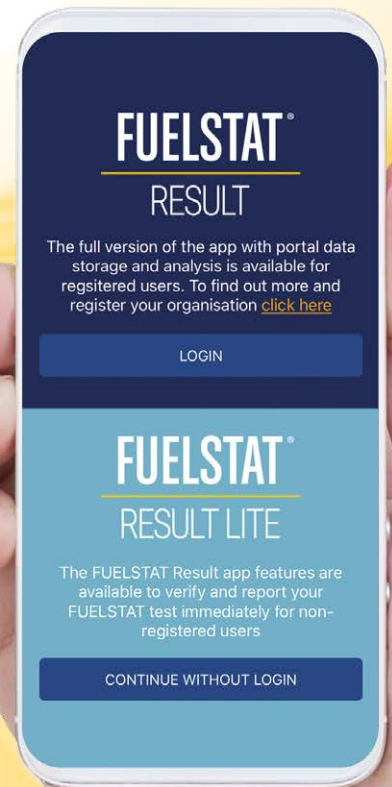 FUELSTAT®
RESULT
The full version of the app with portal data
storage and analysis is available for
regsitered users. To find out more and
register your organisation click here
LOGIN
FUELSTAT®
RESULT LITE
The FUELSTAT Result app features are
available to verify and report your
FUELSTAT test immediately for non-
registered users
CONTINUE WITHOUT LOGIN